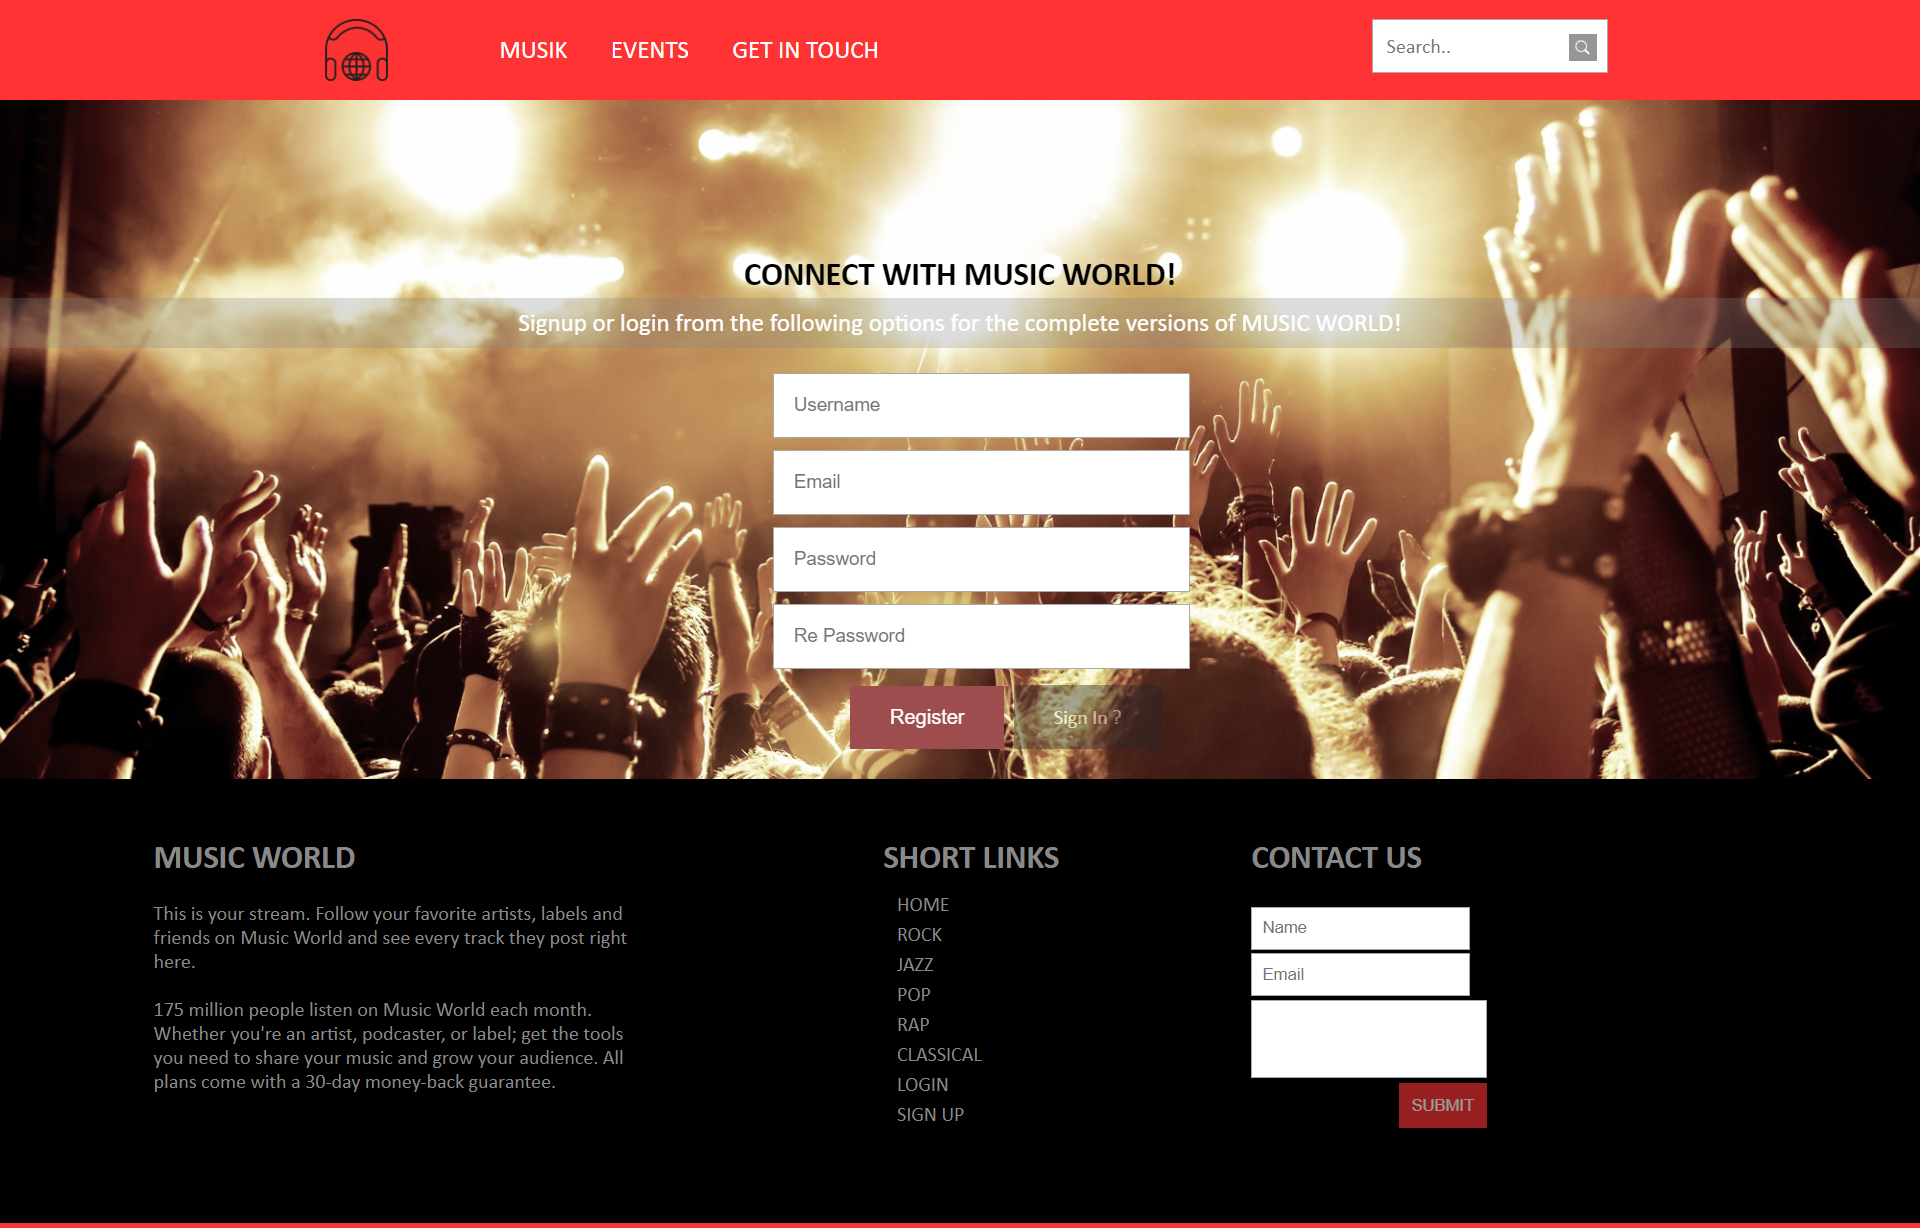 MUSIK EVENTS GET IN TOUCH Search..
CONNECT WITH MUSIC WORLD!
Signup or login from the following options for the complete versions of MUSIC WORLD!
Username
Email
Password
Re Password
Register Sign In ?
MUSIC WORLD
This is your stream. Follow your favorite artists, labels and
friends on Music World and see every track they post right
here.
175 million people listen on Music World each month.
Whether you're an artist, podcaster, or label; get the tools
you need to share your music and grow your audience. All
plans come with a 30-day money-back guarantee.
SHORT LINKS
HOME
ROCK
JAZZ
POP
RAP
CLASSICAL
LOGIN
SIGN UP
CONTACT US
Name
Email
SUBMIT